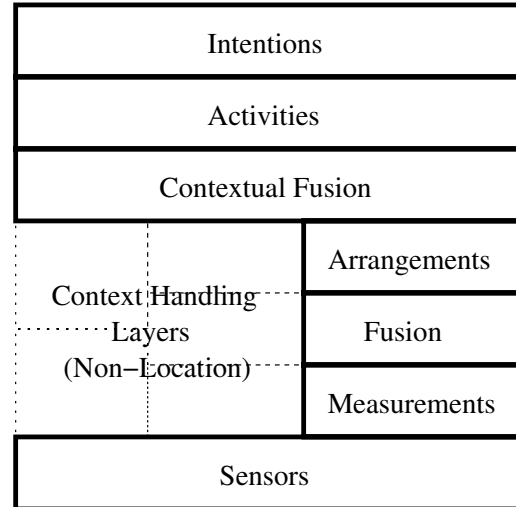 Intentions
Activities
Contextual Fusion
Arrangements
Context Handling
Layers
(Non−Location)
Fusion
Measurements
Sensors